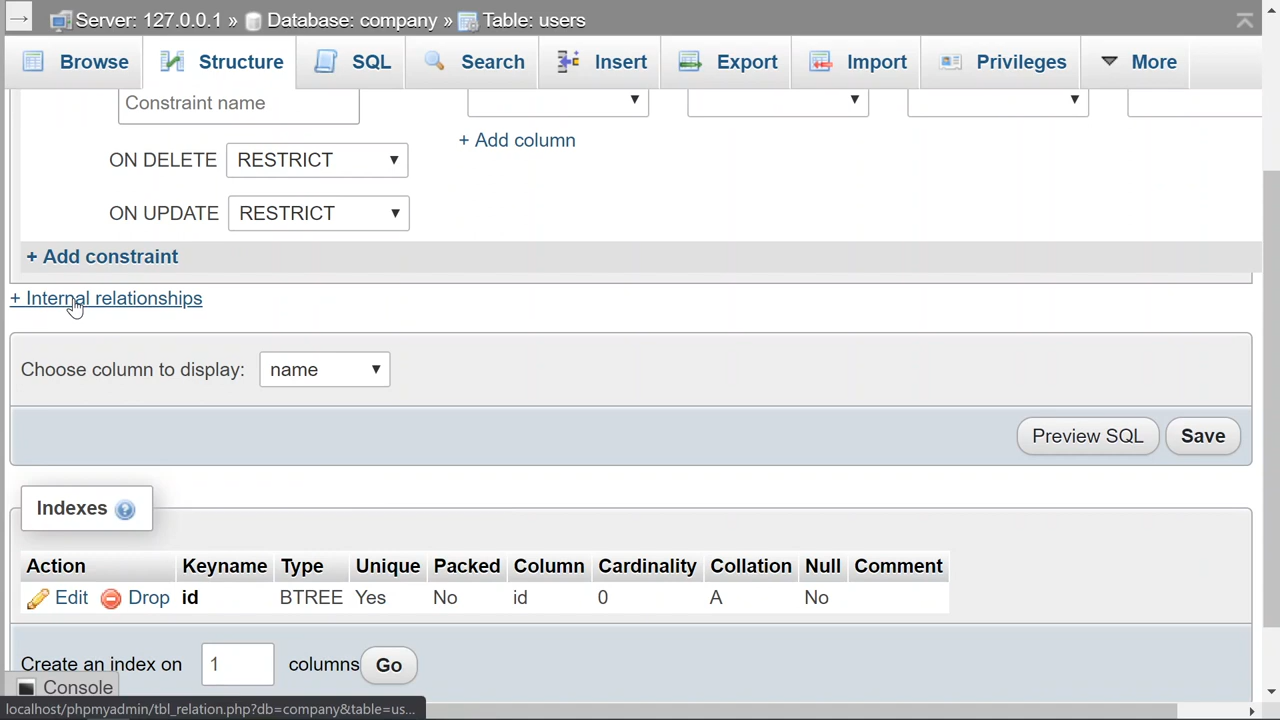 Server: 127.0.0.1 » Database: company » Table: users
Browse Structure SQL Search Insert Export Import Privileges More
Constraint name
+ Add column
ON DELETE RESTRICT
ON UPDATE RESTRICT
+ Add constraint
+ Internal relationships
Choose column to display: name
Preview SQL Save
Indexes
Action Keyname Type Unique Packed Column Cardinality Collation Null Comment
Edit Drop id BTREE Yes No id 0 A No
Create an index on 1 columns Go
Console
localhost/phpmyadmin/tbl_relation.php?db=company&table=us...